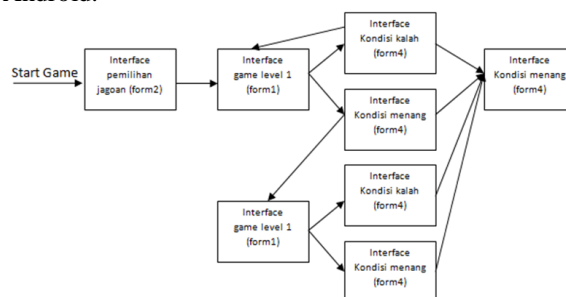 Start Game
Interface
pemilihan
jagoan (form2)
Interface
game level 1
(form1)
Interface
Kondisi kalah
(form4)
Interface
Kondisi menang
(form4)
Interface
Kondisi menang
(form4)
Interface
game level 1
(form1)
Interface
Kondisi kalah
(form4)
Interface
Kondisi menang
(form4)